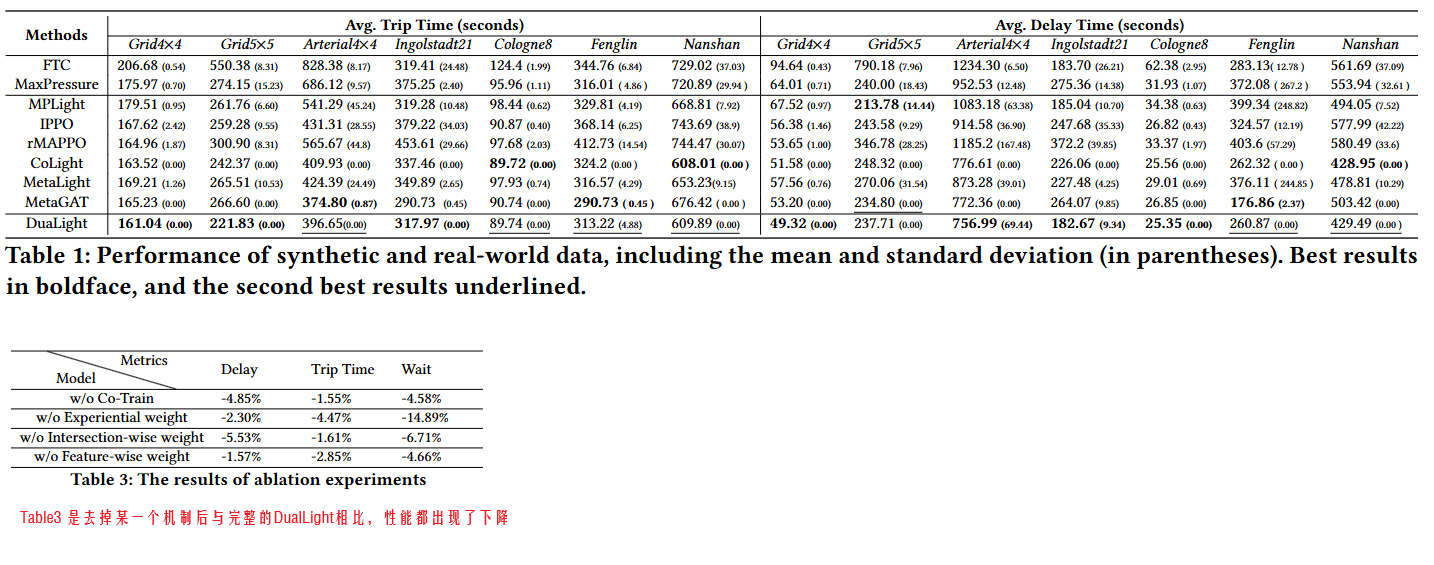 Methods Avg. Trip Time (seconds) Avg. Delay Time (seconds)
Grid4×4 Grid5×5 Arterial4×4 Ingolstadt21 Cologne8 Fenglin Nanshan Grid4×4 Grid5×5 Arterial4×4 Ingolstadt21 Cologne8 Fenglin Nanshan
FTC 206.68 (0.54) 550.38 (8.31) 828.38 (8.17) 319.41 (24.48) 124.4 (1.99) 344.76 (6.84) 729.02 (37.03) 94.64 (0.43) 790.18 (7.96) 1234.30 (6.50) 183.70 (26.21) 62.38 (2.95) 283.13(12.78 ) 561.69 (37.09)
MaxPressure 175.97 (0.70) 274.15 (15.23) 686.12 (9.57) 375.25 (2.40) 95.96 (1.11) 316.01 ( 4.86 ) 720.89 (29.94 ) 64.01 (0.71) 240.00 (18.43) 952.53 (12.48) 275.36 (14.38) 31.93 (1.07) 372.08 (267.2 ) 553.94 ( 32.61 )
MPLight 179.51 (0.95) 261.76 (6.60) 541.29 (45.24) 319.28 (10.48) 98.44 (0.62) 329.81 (4.19) 668.81 (7.92) 67.52 (0.97) 213.78 (14.44) 1083.18 (63.38) 185.04 (10.70) 34.38 (0.63) 399.34 (248.82) 494.05 (7.52)
IPPO 167.62 (2.42) 259.28 (9.55) 431.31 (28.55) 379.22 (34.03) 90.87 (0.40) 368.14 (6.25) 743.69 (38.9) 56.38 (1.46) 243.58 (9.29) 914.58 (36.90) 247.68 (35.33) 26.82 (0.43) 324.57 (12.19) 577.99 (42.22)
rMAPPO 164.96 (1.87) 300.90 (8.31) 565.67 (44.8) 453.61 (29.66) 97.68 (2.03) 412.73 (14.54) 744.47 (30.07) 53.65 (1.00) 346.78 (28.25) 1185.2 (167.48) 372.2 (39.85) 33.37 (1.97) 403.6 (57.29) 580.49 (33.6)
CoLight 163.52 (0.00) 242.37 (0.00) 409.93 (0.00) 337.46 (0.00) 89.72 (0.00) 324.2 (0.00 ) 608.01 (0.00 ) 51.58 (0.00) 248.32 (0.00) 776.61 (0.00) 226.06 (0.00) 25.56 (0.00) 262.32 ( 0.00 ) 428.95 (0.00 )
MetaLight 169.21 (1.26) 265.51 (10.53) 424.39 (24.49) 349.89 (2.65) 97.93 (0.74) 316.57 (4.29) 653.23(9.15) 57.56 (0.76) 270.06 (31.54) 873.28 (39.01) 227.48 (4.25) 29.01 (0.69) 376.11 ( 244.85 ) 478.81 (10.29)
MetaGAT 165.23 (0.00) 266.60 (0.00) 374.80 (0.87) 290.73 (0.45) 90.74 (0.00) 290.73 ( 0.45 ) 676.42 ( 0.00 ) 53.20 (0.00) 234.80 (0.00) 772.36 (0.00) 264.07 (9.85) 26.85 (0.00) 176.86 (2.37) 503.42 (0.00)
DuaLight 161.04 (0.00) 221.83 (0.00) 396.65(0.00) 317.97 (0.00) 89.74 (0.00) 313.22 (4.88) 609.89 (0.00) 49.32 (0.00) 237.71 (0.00) 756.99 (69.44) 182.67 (9.34) 25.35 (0.00) 260.87 (0.00) 429.49 (0.00 )
Table 1: Performance of synthetic and real-world data, including the mean and standard deviation (in parentheses). Best results
in boldface, and the second best results underlined.
Metrics
Model Delay Trip Time Wait
w/o Co-Train -4.85% -1.55% -4.58%
w/o Experiential weight -2.30% -4.47% -14.89%
w/o Intersection-wise weight -5.53% -1.61% -6.71%
w/o Feature-wise weight -1.57% -2.85% -4.66%
Table 3: The results of ablation experiments
Table3 是去掉某一个机制后与完整的DualLight相比，性能都出现了下降